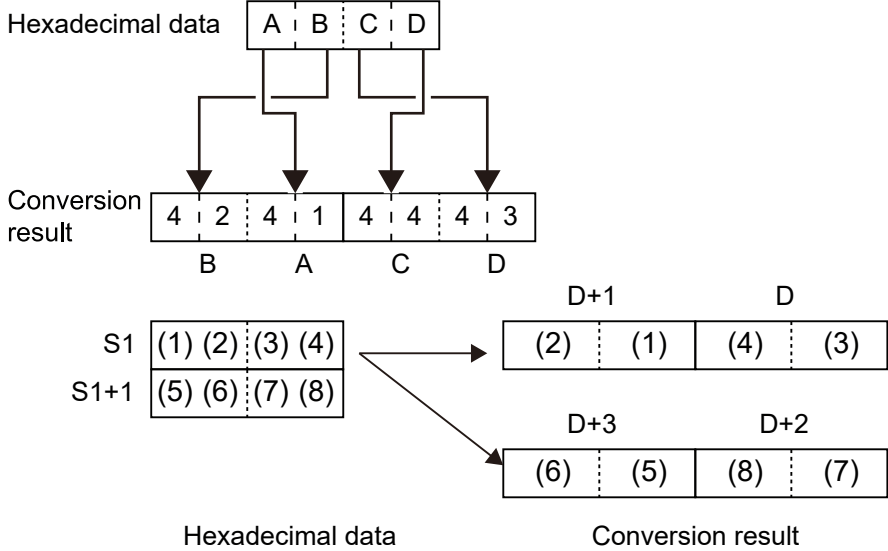 Hexadecimal data
A B C D
Conversion
result
4 2 4 1 4 4 4 3
B A C D
D+1 D
S1 (1) (2) (3) (4)
(2) (1) (4) (3)
S1+1 (5) (6) (7) (8)
D+3 D+2
(6) (5) (8) (7)
Hexadecimal data
Conversion result